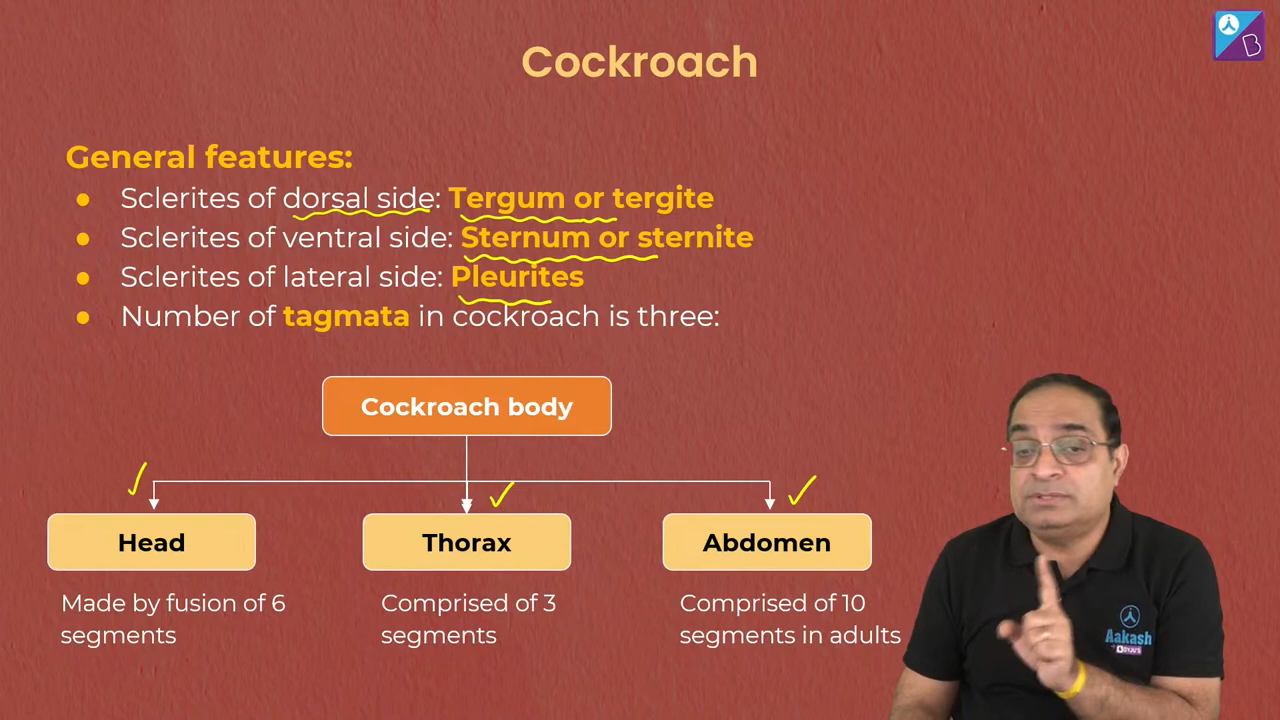 Cockroach
General features:
● Sclerites of dorsal side: Tergum or tergite
● Sclerites of ventral side: Sternum or sternite
● Sclerites of lateral side: Pleurites
● Number of tagmata in cockroach is three:
Cockroach body
Head
Thorax
Abdomen
Made by fusion of 6
segments
Comprised of 3
segments
Comprised of 10
segments in adults
Aakash
BYJU'S
B